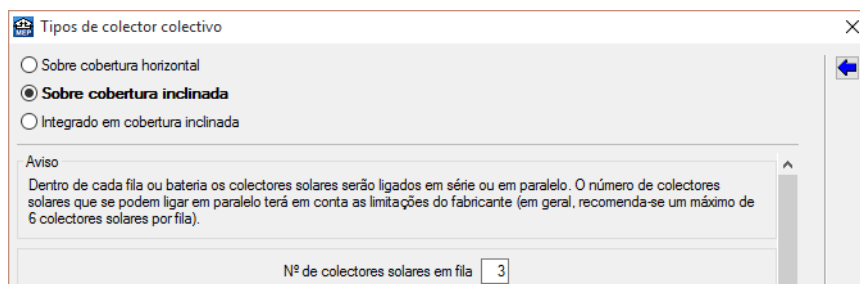 MEP Tipos de colector colectivo
Sobre cobertura horizontal
Sobre cobertura inclinada
Integrado em cobertura inclinada
Aviso
Dentro de cada fila ou bateria os colectores solares serão ligados em série ou em paralelo. O número de colectores
solares que se podem ligar em paralelo terá em conta as limitações do fabricante (em geral, recomenda-se um máximo de
6 colectores solares por fila).
Nº de colectores solares em fila 3